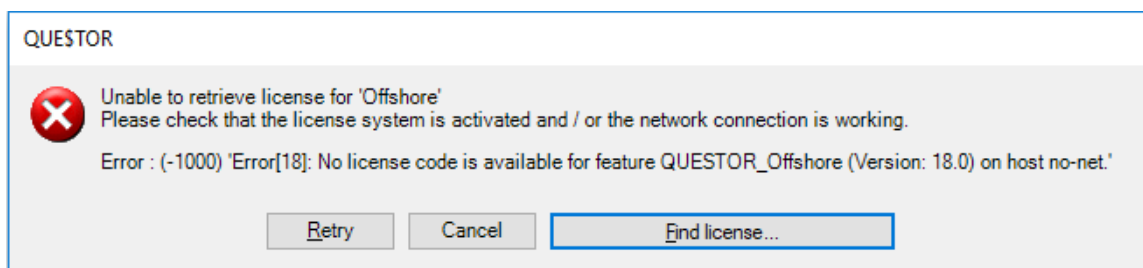 QUE$TOR
Unable to retrieve license for 'Offshore'
Please check that the license system is activated and / or the network connection is working.
Error : (-1000) 'Error[18]: No license code is available for feature QUESTOR_Offshore (Version: 18.0) on host no-net.'
Retry Cancel Find license...